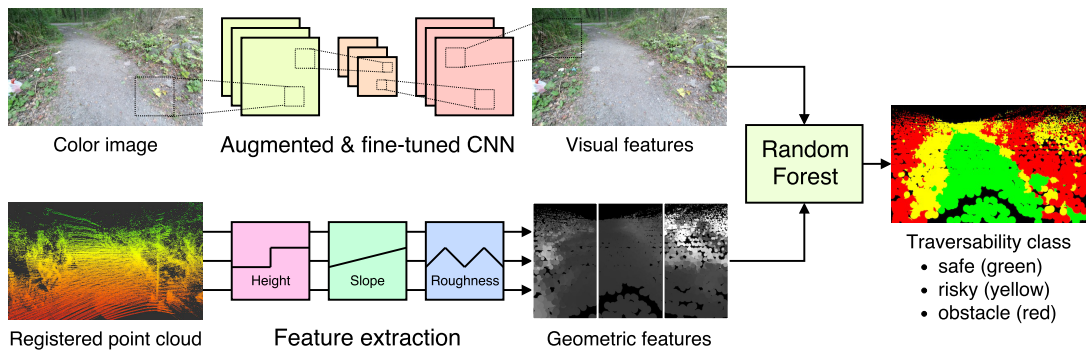 Color image
Augmented & fine-tuned CNN
Visual features
Random
Forest
Height
Slope
Roughness
Registered point cloud
Feature extraction
Geometric features
Traversability class
• safe (green)
• risky (yellow)
• obstacle (red)